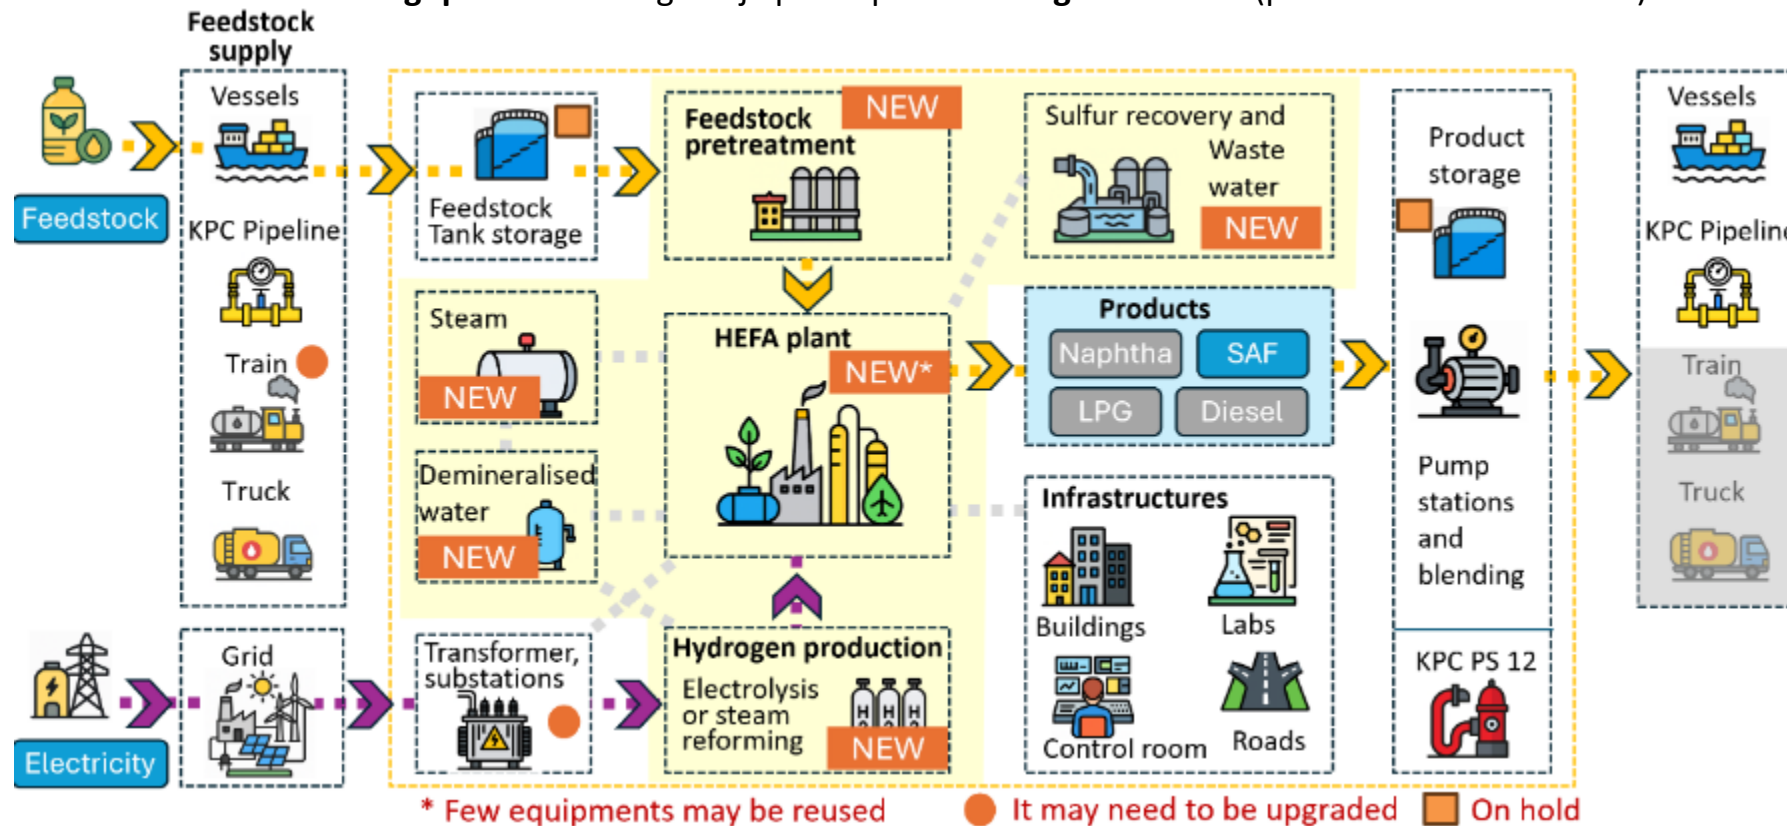 Feedstock
supply
Feedstock
Vessels
KPC Pipeline
Train
Truck
Electricity
Grid
Feedstock
Tank storage
Steam
NEW
Demineralised
water
NEW
Transformer,
substations
Feedstock
pretreatment
NEW
HEFA plant
NEW*
Hydrogen production
Electrolysis
or steam
reforming
H H H
NEW
Sulfur recovery and
Waste
water
NEW
Products
Naphtha
SAF
LPG
Diesel
Infrastructures
Buildings
Labs
Control room
Roads
Product
storage
Pump
stations
and
blending
KPC PS 12
Vessels
KPC Pipeline
Train
Truck
* Few equipments may be reused
It may need to be upgraded
On hold